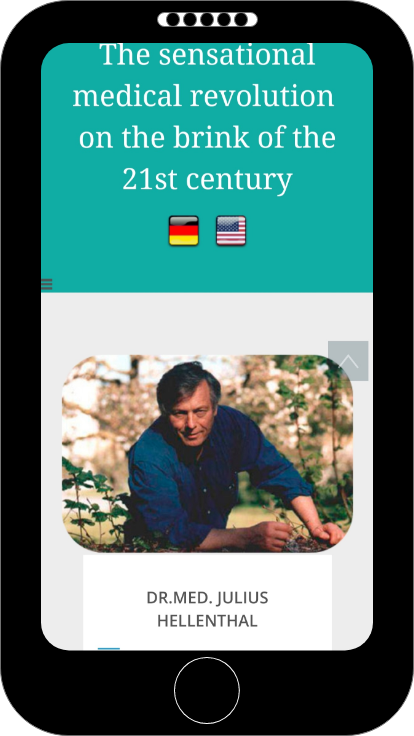 The sensational
medical revolution
on the brink of the
21st century
DR.MED. JULIUS
HELLENTHAL